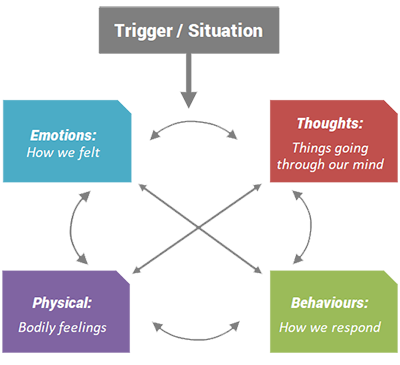 Trigger / Situation
Emotions:
How we felt
Thoughts:
Things going
through our mind
Physical:
Bodily feelings
Behaviours:
How we respond